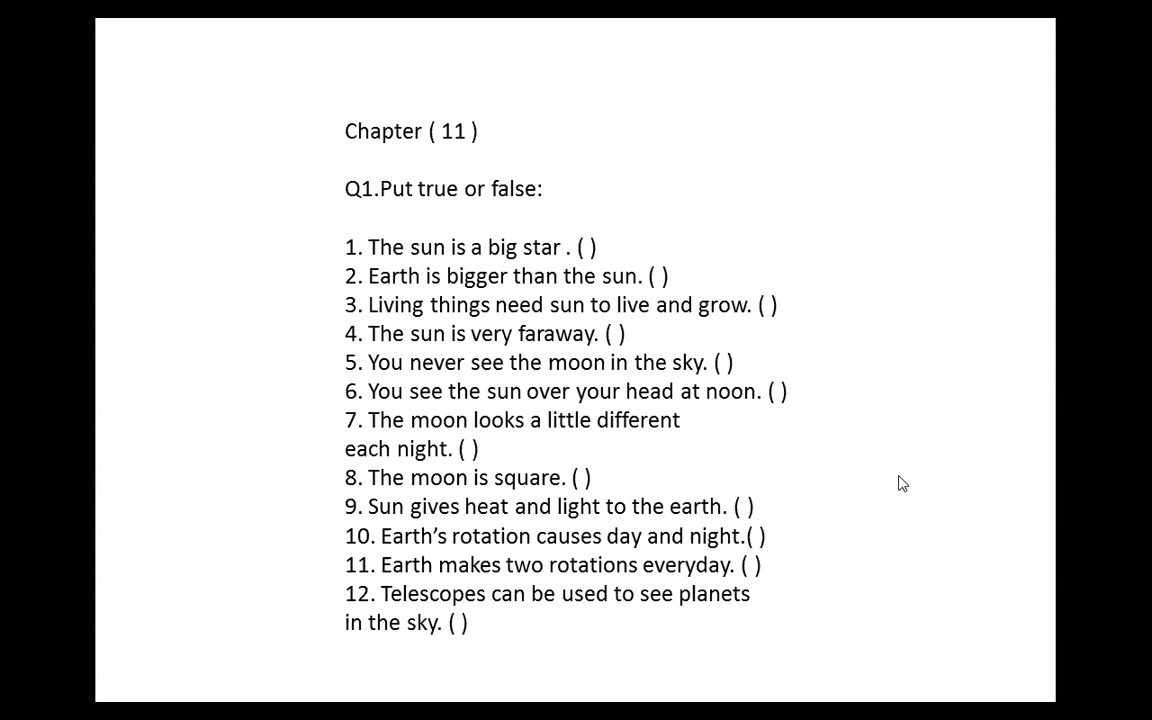 Chapter ( 11 )
Q1.Put true or false:
1. The sun is a big star . ( )
2. Earth is bigger than the sun. ( )
3. Living things need sun to live and grow. ( )
4. The sun is very faraway. ( )
5. You never see the moon in the sky. ( )
6. You see the sun over your head at noon. ( )
7. The moon looks a little different
each night. ( )
8. The moon is square. ( )
9. Sun gives heat and light to the earth. ( )
10. Earth’s rotation causes day and night.( )
11. Earth makes two rotations everyday. ( )
12. Telescopes can be used to see planets
in the sky. ( )